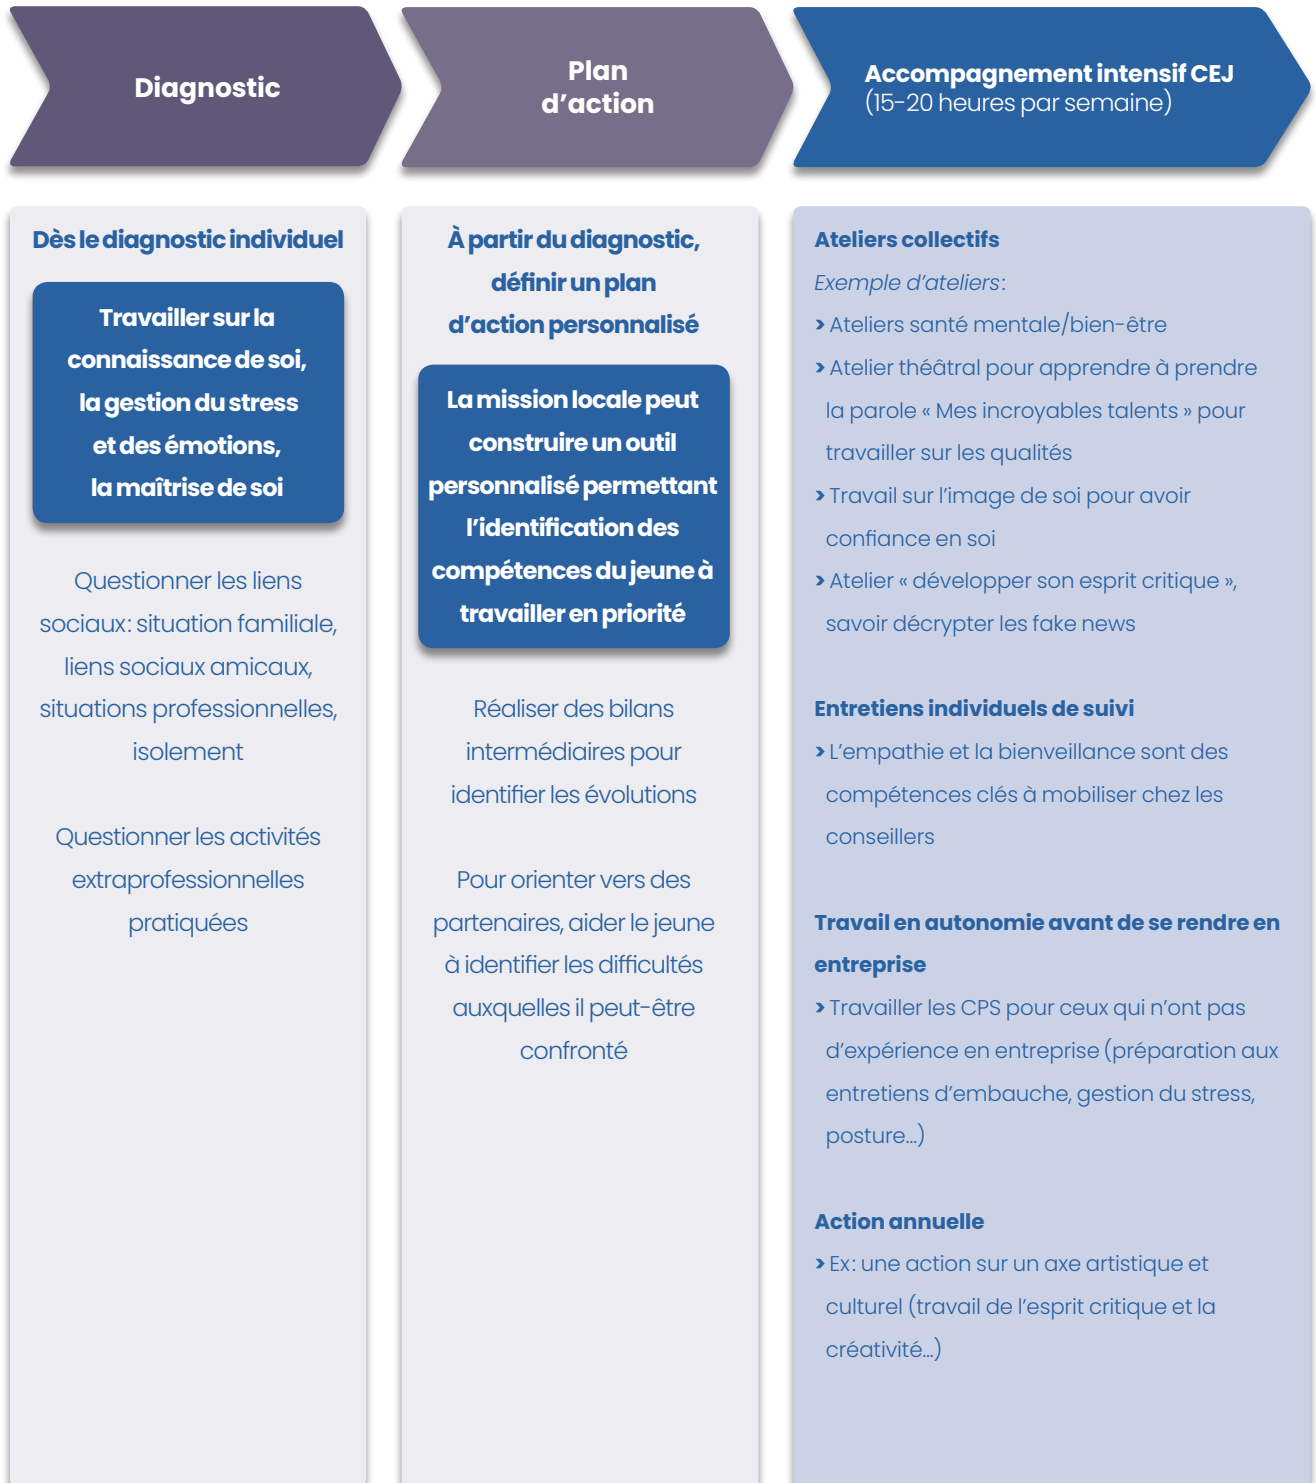 Diagnostic
Plan
d’action
Accompagnement intensif CEJ
(15-20 heures par semaine)
Dès le diagnostic individuel
Travailler sur la
connaissance de soi,
la gestion du stress
et des émotions,
la maîtrise de soi
Questionner les liens
sociaux : situation familiale,
liens sociaux amicaux,
situations professionnelles,
isolement
Questionner les activités
extraprofessionnelles
pratiquées
À partir du diagnostic,
définir un plan
d’action personnalisé
La mission locale peut
construire un outil
personnalisé permettant
l’identification des
compétences du jeune à
travailler en priorité
Réaliser des bilans
intermédiaires pour
identifier les évolutions
Pour orienter vers des
partenaires, aider le jeune
à identifier les difficultés
auxquelles il peut-être
confronté
Ateliers collectifs
Exemple d’ateliers :
> Ateliers santé mentale/bien-être
> Atelier théâtral pour apprendre à prendre
la parole « Mes incroyables talents » pour
travailler sur les qualités
> Travail sur l’image de soi pour avoir
confiance en soi
> Atelier « développer son esprit critique »,
savoir décrypter les fake news
Entretiens individuels de suivi
> L’empathie et la bienveillance sont des
compétences clés à mobiliser chez les
conseillers
Travail en autonomie avant de se rendre en
entreprise
> Travailler les CPS pour ceux qui n’ont pas
d’expérience en entreprise (préparation aux
entretiens d’embauche, gestion du stress,
posture…)
Action annuelle
> Ex : une action sur un axe artistique et
culturel (travail de l’esprit critique et la
créativité…)